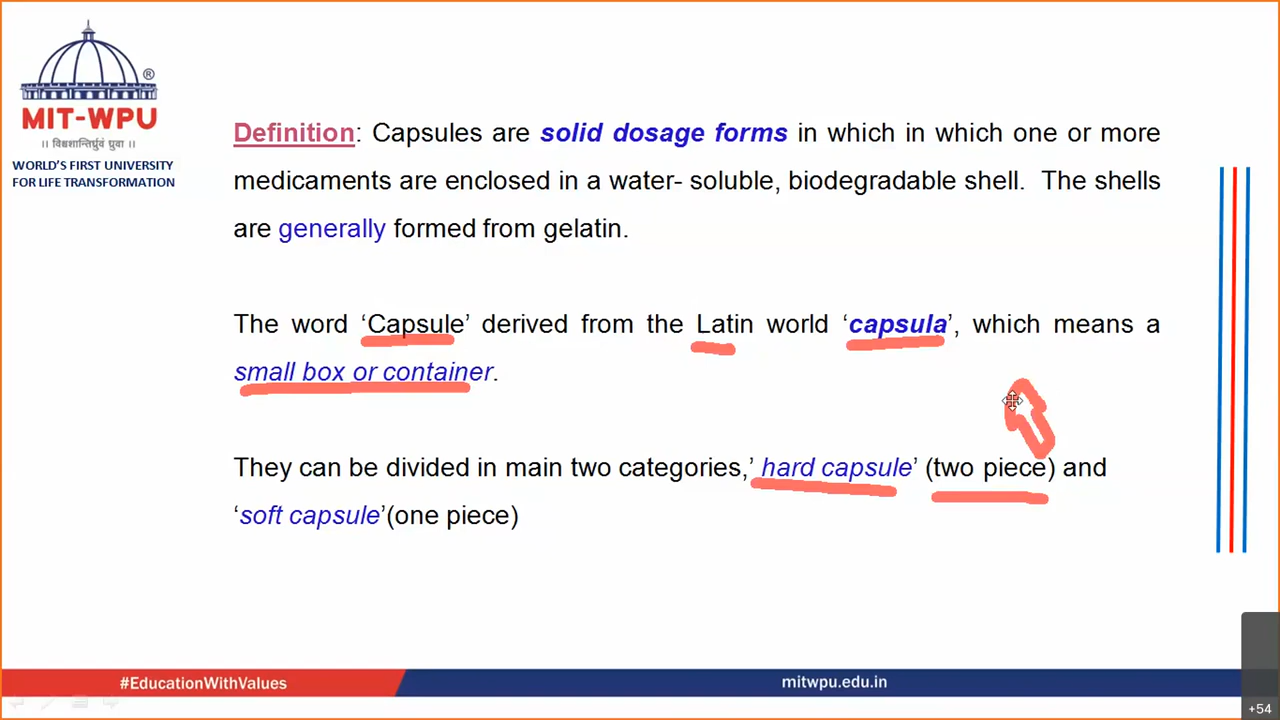 ®
MIT-WPU
।। विश्वशान्तिर्ध्रुवं ध्रुवा ।।
WORLD'S FIRST UNIVERSITY
FOR LIFE TRANSFORMATION
Definition: Capsules are solid dosage forms in which in which one or more
medicaments are enclosed in a water- soluble, biodegradable shell. The shells
are generally formed from gelatin.
The word ‘Capsule’ derived from the Latin world ‘capsula’, which means a
small box or container.
They can be divided in main two categories,’ hard capsule’ (two piece) and
‘soft capsule’(one piece)
#EducationWithValues
mitwpu.edu.in
+54